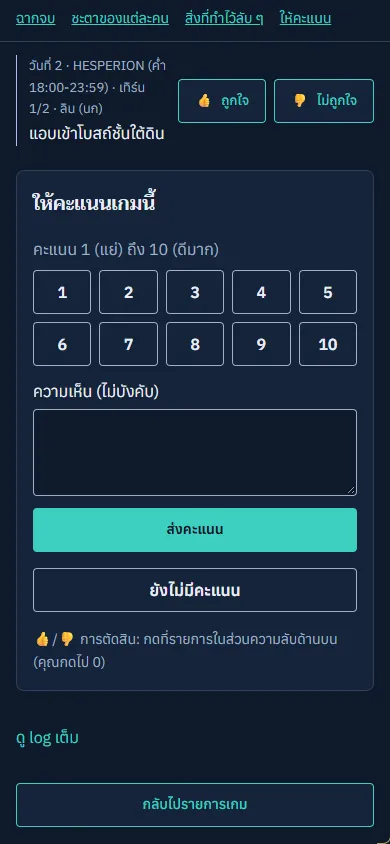 ฉากจบ ชะตาของแต่ละคน สิ่งที่ทำไว้ลับ ๆ ให้คะแนน
วันที่ 2 · HESPERION (ค่ำ
18:00-23:59) · เทิร์น
1/2 · ลิน (นก)
แอบเข้าโบสถ์ชั้นใต้ดิน
👍 ถูกใจ
👎 ไม่ถูกใจ
ให้คะแนนเกมนี้
คะแนน 1 (แย่) ถึง 10 (ดีมาก)
1 2 3 4 5
6 7 8 9 10
ความเห็น (ไม่บังคับ)
ส่งคะแนน
ยังไม่มีคะแนน
👍/👎 การตัดสิน: กดที่รายการในส่วนความลับด้านบน
(คุณกดไป 0)
ดู log เต็ม
กลับไปรายการเกม